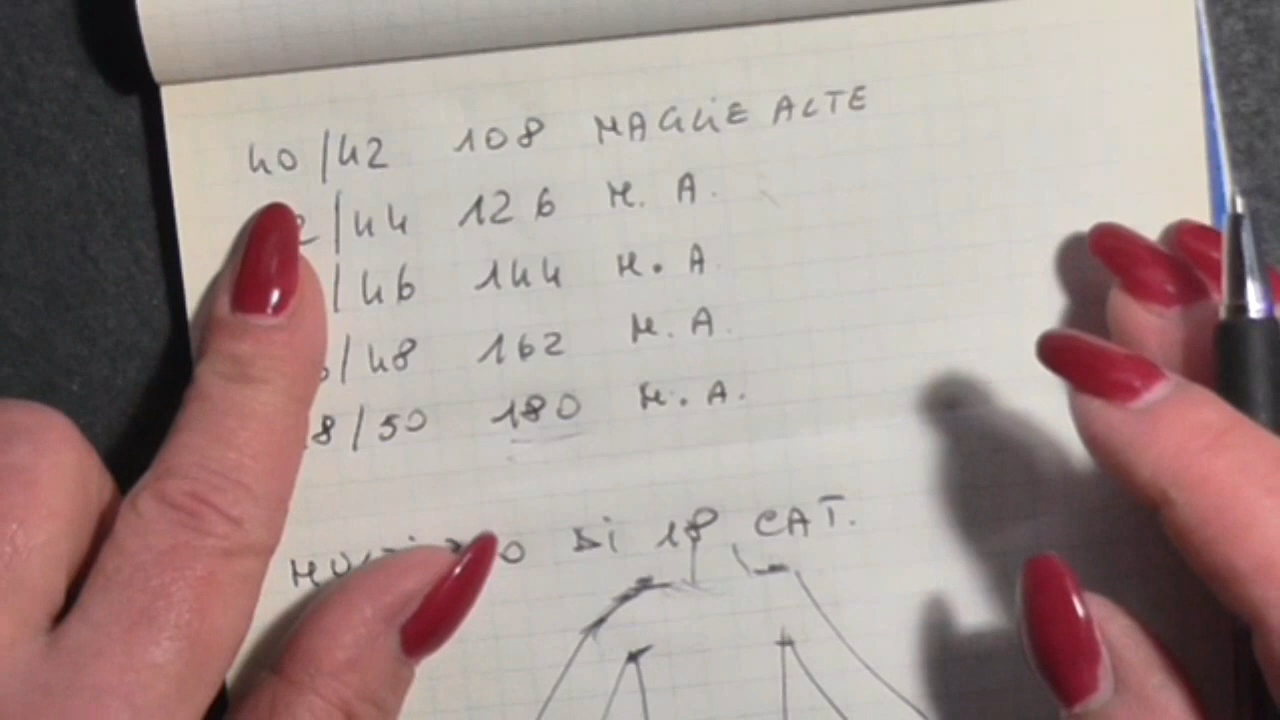 40/42 108 MAGLIE ALTE
/44 126 M. A.
/46 144 M. A
/48 162 M. A.
8/50 180 M. A.
DI 18 CAT.